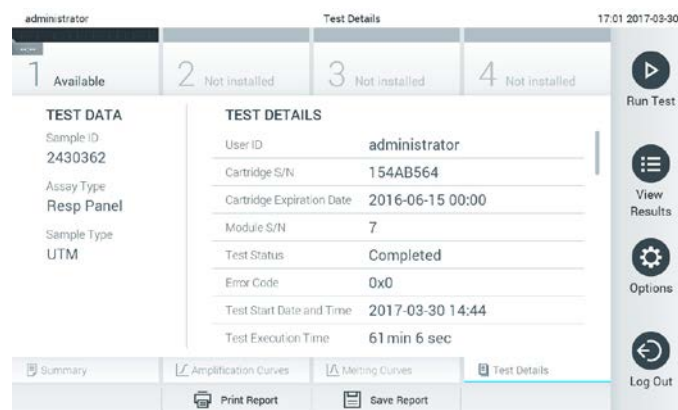 administrator Test Details 17:01 2017-03-30
1 Available 2 Not installed 3 Not installed 4 Not installed
Run Test
TEST DATA
Sample ID
2430362
Assay Type
Resp Panel
Sample Type
UTM
TEST DETAILS
User ID administrator
Cartridge S/N 154AB564
Cartridge Expiration Date 2016-06-15 00:00
Module S/N 7
Test Status Completed
Error Code 0x0
Test Start Date and Time 2017-03-30 14:44
Test Execution Time 61 min 6 sec
View
Results
Options
Log Out
Summary Amplification Curves Melting Curves Test Details
Print Report Save Report